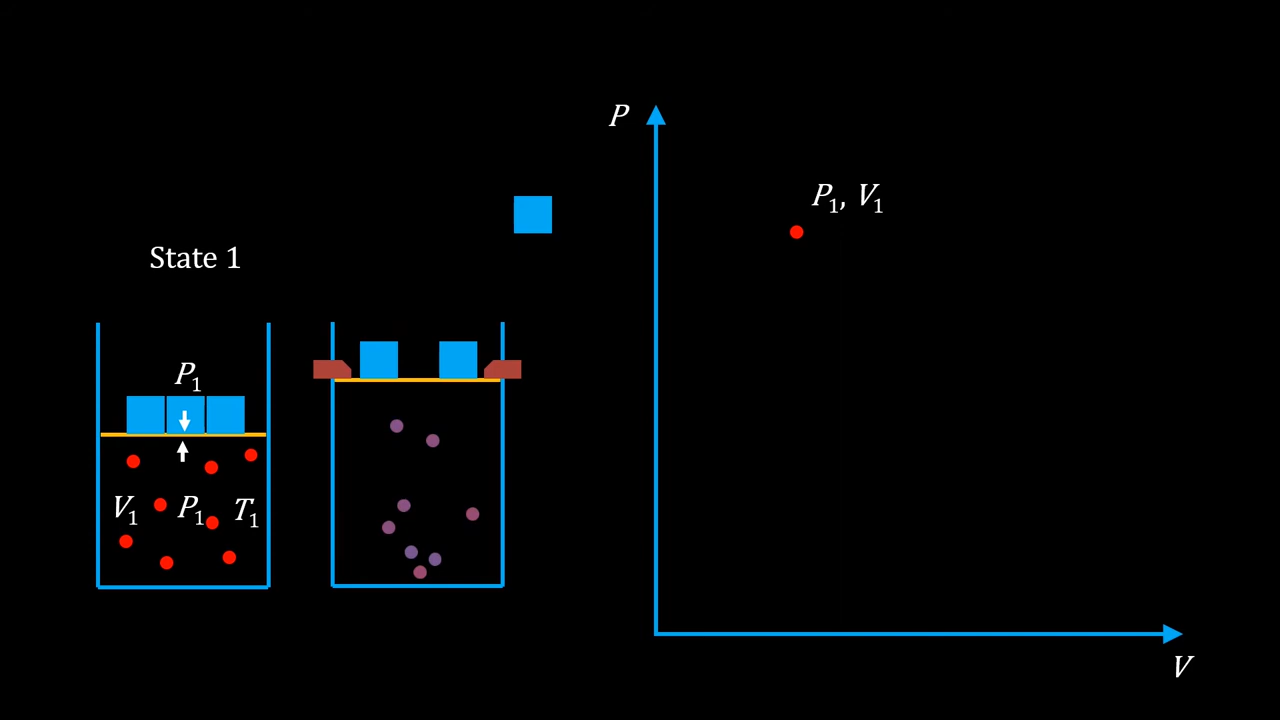 P
P₁, V₁
State 1
P₁
V₁ P₁ T₁
V